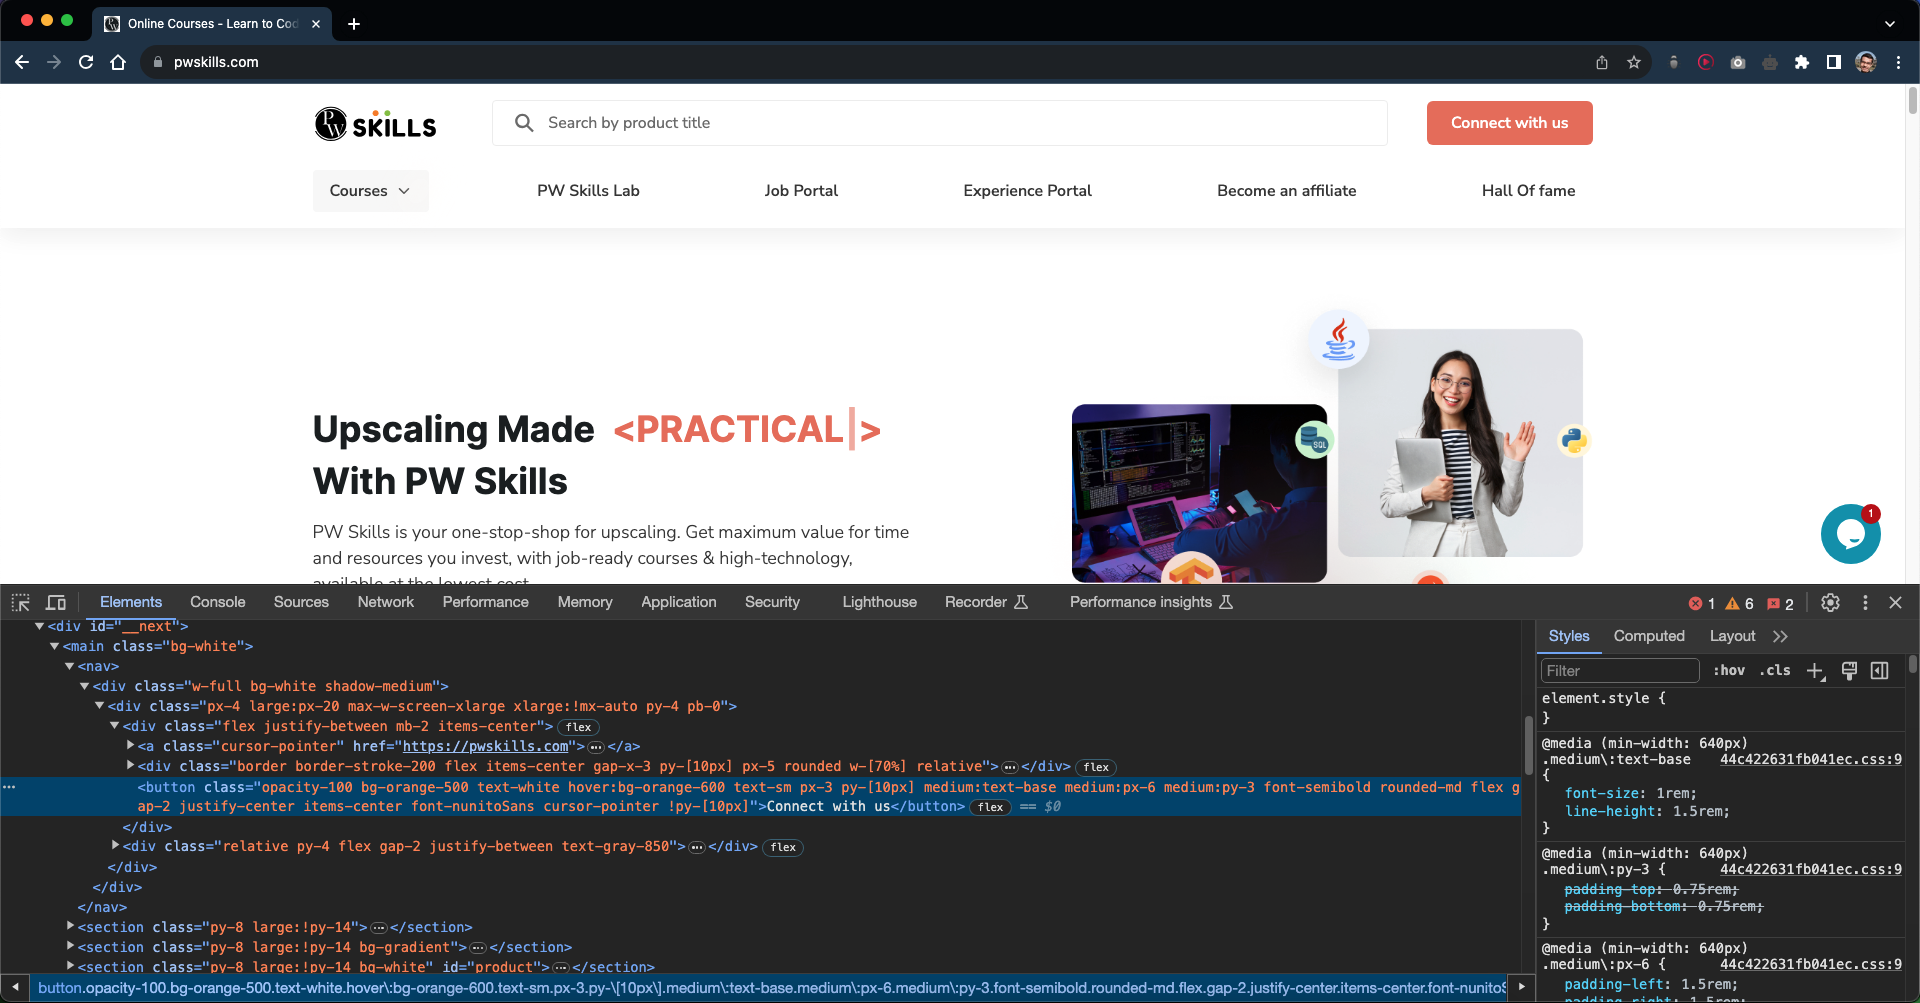 Online Courses - Learn to Cod
pwskills.com
PW SKILLS
Search by product title
Connect with us
Courses
PW Skills Lab
Job Portal
Experience Portal
Become an affiliate
Hall Of fame
Upscaling Made <PRACTICAL|>
With PW Skills
PW Skills is your one-stop-shop for upscaling. Get maximum value for time
and resources you invest, with job-ready courses & high-technology,
available at the lowest cost
SQL
1
Elements Console Sources Network Performance Memory Application Security Lighthouse Recorder Performance insights 1 6 2
<div id="__next">
<main class="bg-white">
<nav>
<div class="w-full bg-white shadow-medium">
<div class="px-4 large:px-20 max-w-screen-xlarge xlarge:!mx-auto py-4 pb-0">
<div class="flex justify-between mb-2 items-center"> flex
<a class="cursor-pointer" href="https://pwskills.com">…</a>
<div class="border border-stroke-200 flex items-center gap-x-3 py-[10px] px-5 rounded w-[70%] relative">…</div> flex
<button class="opacity-100 bg-orange-500 text-white hover:bg-orange-600 text-sm px-3 py-[10px] medium:text-base medium:px-6 medium:py-3 font-semibold rounded-md flex g
ap-2 justify-center items-center font-nunitoSans cursor-pointer !py-[10px]">Connect with us</button> flex == $0
</div>
<div class="relative py-4 flex gap-2 justify-between text-gray-850">…</div> flex
</div>
</div>
</nav>
<section class="py-8 large:!py-14">…</section>
<section class="py-8 large:!py-14 bg-gradient">…</section>
<section class="py-8 large:!py-14 bg-white" id="product">…</section>
button.opacity-100.bg-orange-500.text-white.hover\:bg-orange-600.text-sm.px-3.py-\[10px\].medium\:text-base.medium\:px-6.medium\:py-3.font-semibold.rounded-md.flex.gap-2.justify-center.items-center.font-nunitoS
Styles Computed Layout
Filter :hov .cls
element.style {
}
@media (min-width: 640px)
.medium\:text-base 44c422631fb041ec.css:9
{
font-size: 1rem;
line-height: 1.5rem;
}
@media (min-width: 640px)
.medium\:py-3 { 44c422631fb041ec.css:9
padding-top: 0.75rem;
padding-bottom: 0.75rem;
}
@media (min-width: 640px)
.medium\:px-6 { 44c422631fb041ec.css:9
padding-left: 1.5rem;
padding-right: 1.5rem;